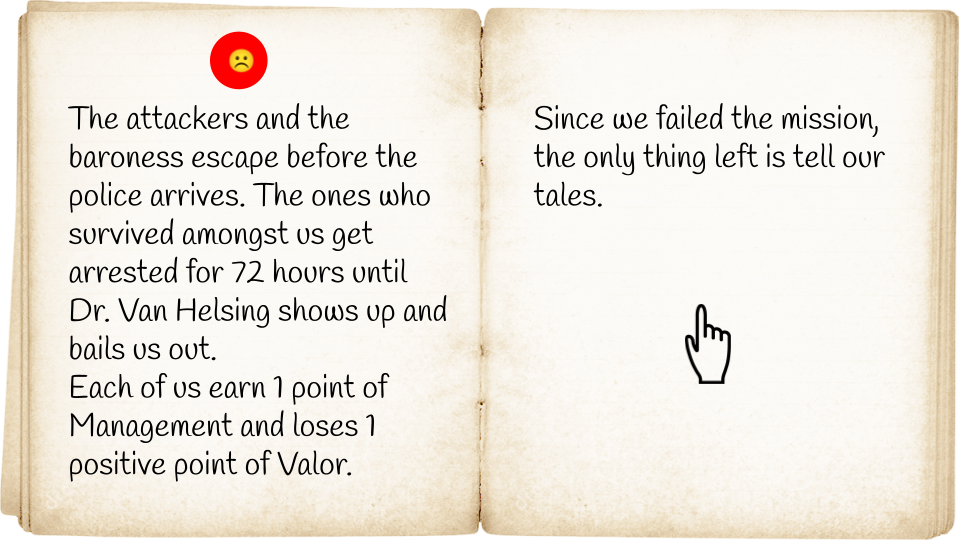 The attackers and the
baroness escape before the
police arrives. The ones who
survived amongst us get
arrested for 72 hours until
Dr. Van Helsing shows up and
bails us out.
Each of us earn 1 point of
Management and loses 1
positive point of Valor.
Since we failed the mission,
the only thing left is tell our
tales.